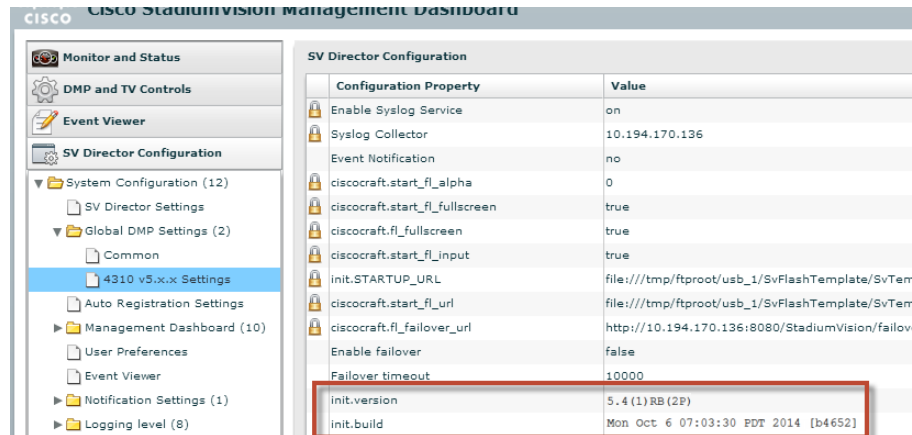 CISCO
Cisco StadiumVision Management Dashboard
Monitor and Status
DMP and TV Controls
Event Viewer
SV Director Configuration
System Configuration (12)
SV Director Settings
Global DMP Settings (2)
Common
4310 v5.x.x Settings
Auto Registration Settings
Management Dashboard (10)
User Preferences
Event Viewer
Notification Settings (1)
Logging level (8)
SV Director Configuration
Configuration Property Value
Enable Syslog Service on
Syslog Collector 10.194.170.136
Event Notification no
ciscocraft.start_fl_alpha 0
ciscocraft.start_fl_fullscreen true
ciscocraft.fl_fullscreen true
ciscocraft.start_fl_input true
init.STARTUP_URL file:///tmp/ftproot/usb_1/SvFlashTemplate/SvTem
ciscocraft.start_fl_url file:///tmp/ftproot/usb_1/SvFlashTemplate/SvTem
ciscocraft.fl_failover_url http://10.194.170.136:8080/StadiumVision/failov
Enable failover false
Failover timeout 10000
init.version 5.4(1)RB(2P)
init.build Mon Oct 6 07:03:30 PDT 2014 [b4652]